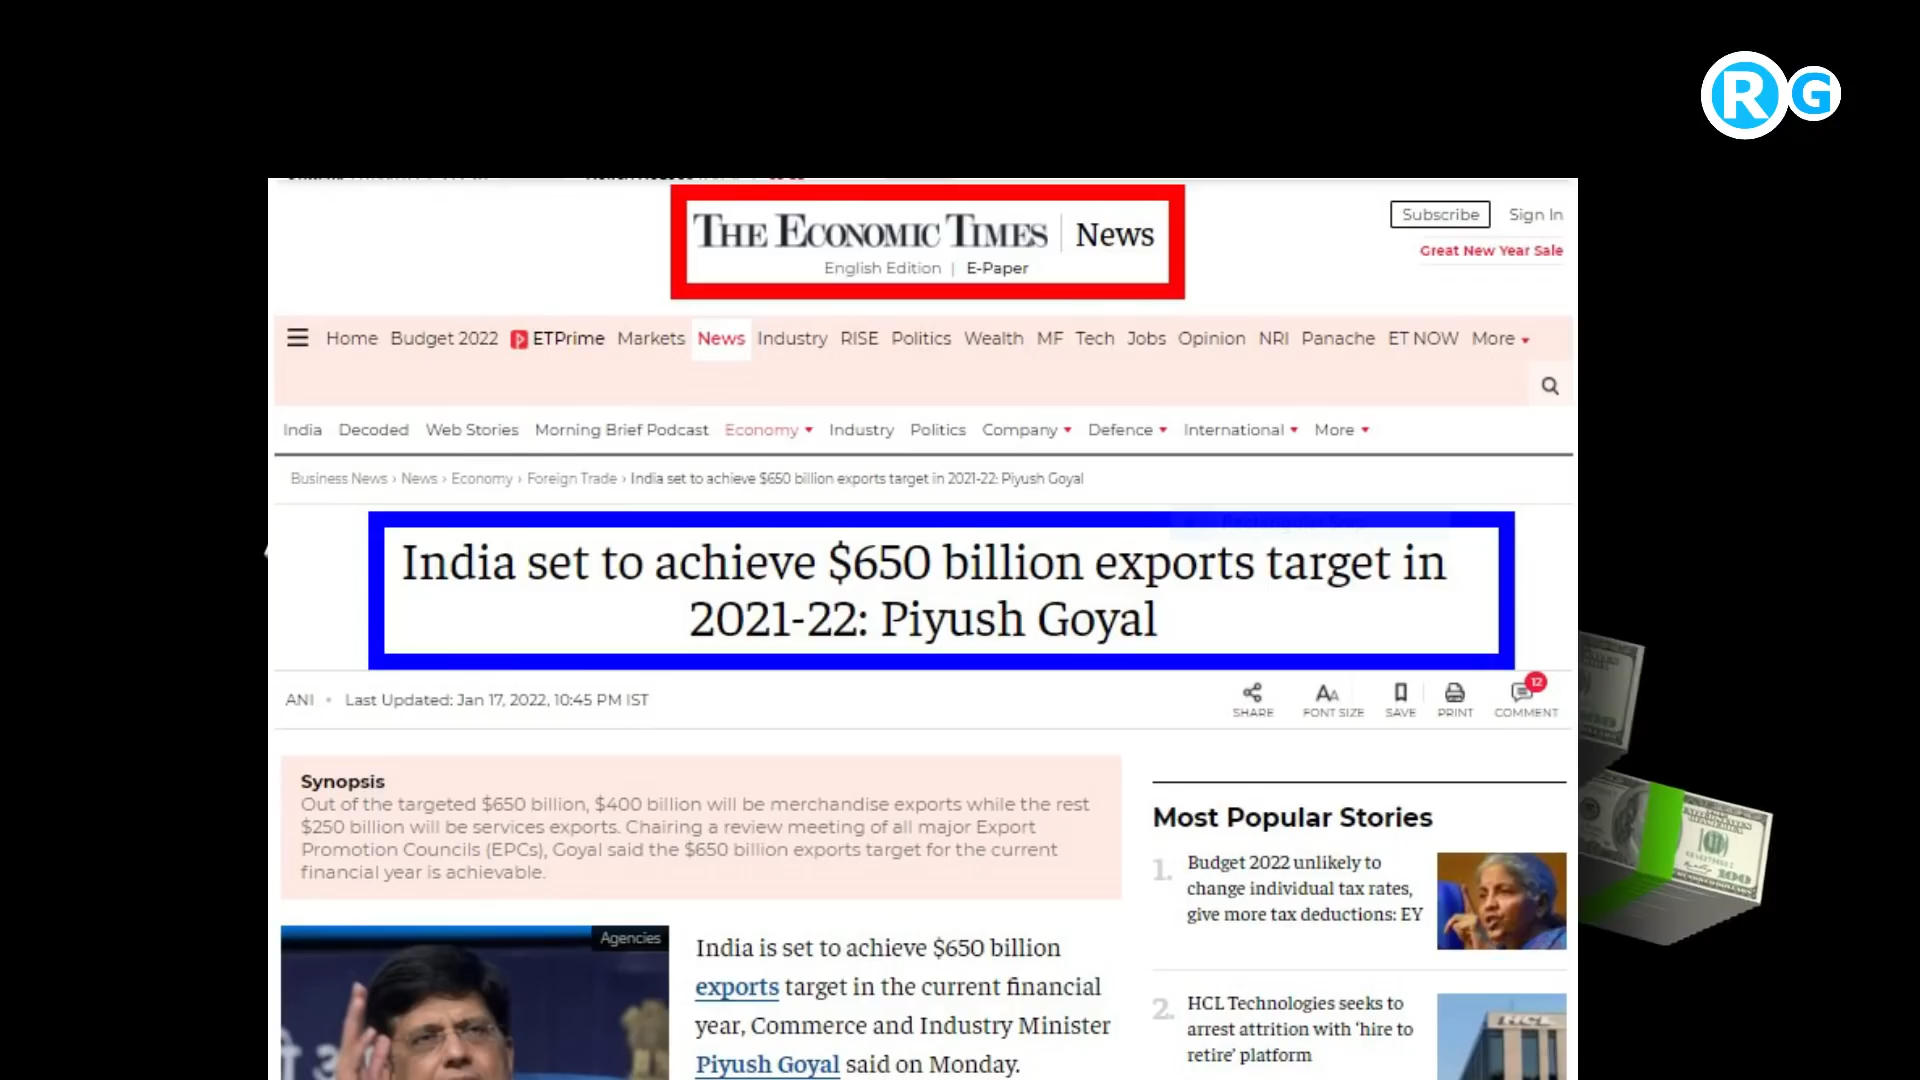 R G
THE ECONOMIC TIMES | News
English Edition | E-Paper
Subscribe Sign In
Great New Year Sale
Home Budget 2022 ETPrime Markets News Industry RISE Politics Wealth MF Tech Jobs Opinion NRI Panache ET NOW More
India Decoded Web Stories Morning Brief Podcast Economy Industry Politics Company Defence International More
Business News › News › Economy › Foreign Trade › India set to achieve $650 billion exports target in 2021-22: Piyush Goyal
India set to achieve $650 billion exports target in
2021-22: Piyush Goyal
ANI • Last Updated: Jan 17, 2022, 10:45 PM IST
SHARE FONT SIZE SAVE PRINT COMMENT
12
Synopsis
Out of the targeted $650 billion, $400 billion will be merchandise exports while the rest
$250 billion will be services exports. Chairing a review meeting of all major Export
Promotion Councils (EPCs), Goyal said the $650 billion exports target for the current
financial year is achievable.
Agencies
India is set to achieve $650 billion
exports target in the current financial
year, Commerce and Industry Minister
Piyush Goyal said on Monday.
Most Popular Stories
1. Budget 2022 unlikely to
change individual tax rates,
give more tax deductions: EY
2. HCL Technologies seeks to
arrest attrition with 'hire to
retire' platform
HCL
100